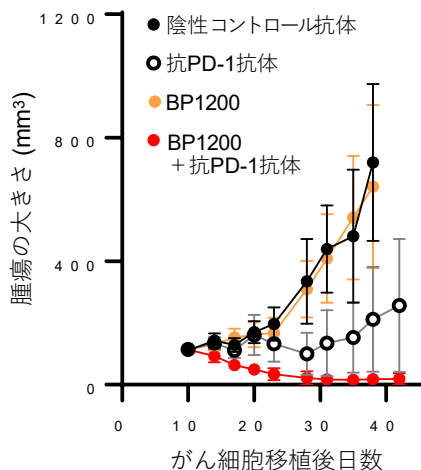 1200
陰性コントロール抗体
抗PD-1抗体
BP1200
BP1200
＋抗PD-1抗体
800
400
0
腫瘍の大きさ (mm³)
0 10 20 30 40
がん細胞移植後日数